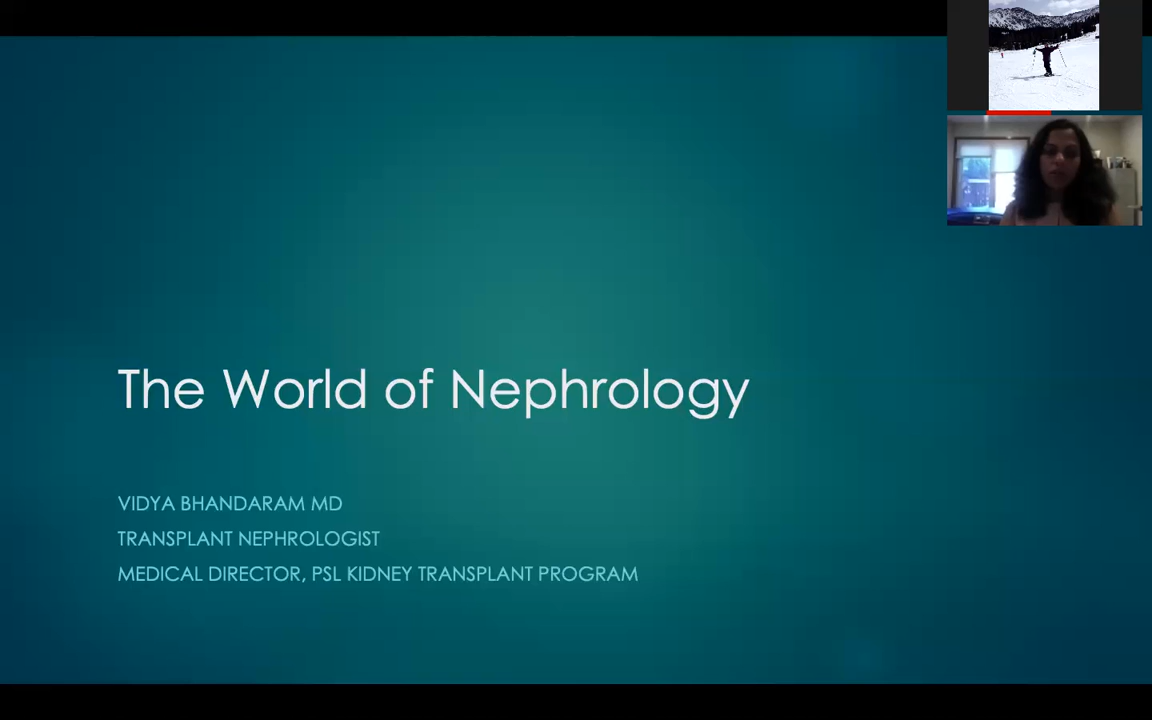 The World of Nephrology
VIDYA BHANDARAM MD
TRANSPLANT NEPHROLOGIST
MEDICAL DIRECTOR, PSL KIDNEY TRANSPLANT PROGRAM